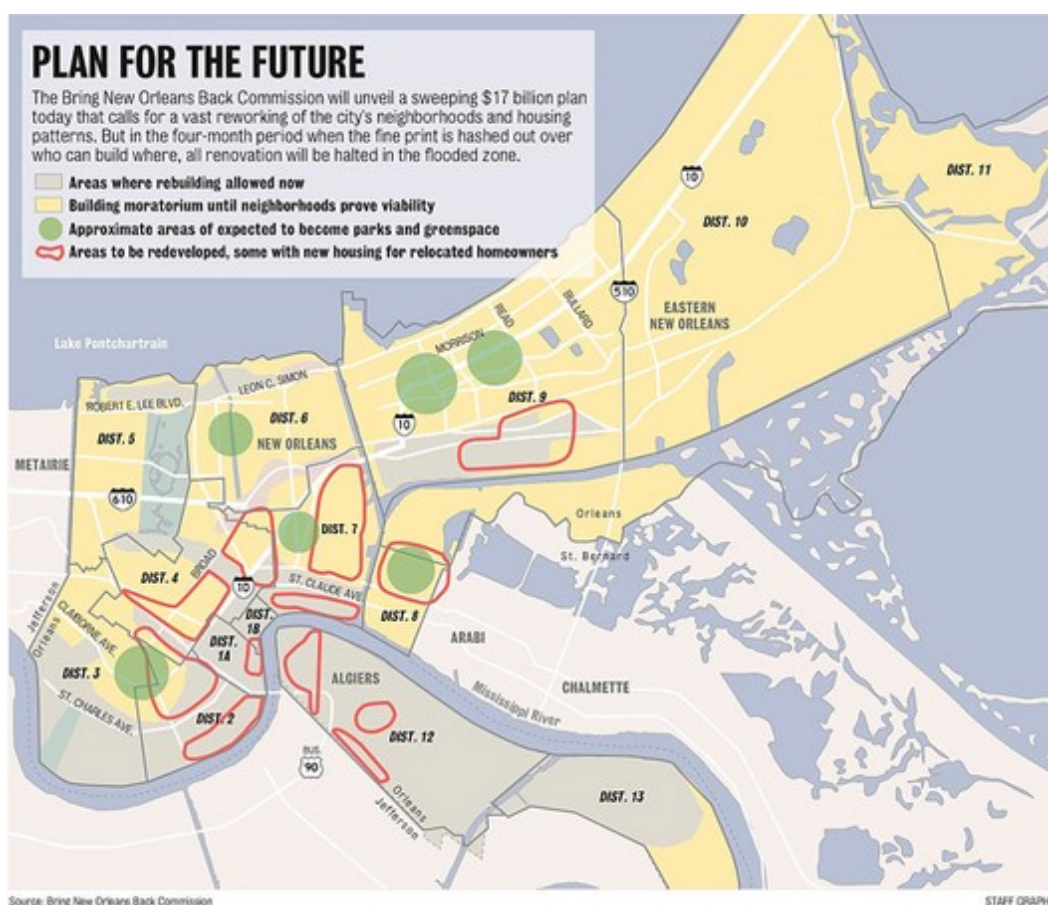 PLAN FOR THE FUTURE
The Bring New Orleans Back Commission will unveil a sweeping $17 billion plan
today that calls for a vast reworking of the city's neighborhoods and housing
patterns. But in the four-month period when the fine print is hashed out over
who can build where, all renovation will be halted in the flooded zone.
Areas where rebuilding allowed now
Building moratorium until neighborhoods prove viability
Approximate areas of expected to become parks and greenspace
Areas to be redeveloped, some with new housing for relocated homeowners
10
DIST. 11
DIST. 10
510
EASTERN
NEW ORLEANS
BULLARD
READ
MORRISON
Lake Pontchartrain
LEON C. SIMON
ROBERT E. LEE BLVD.
DIST. 9
DIST. 6
10
DIST. 5
NEW ORLEANS
METAIRIE
610
Orleans
St. Bernard
DIST. 7
BROAD
DIST. 4
10
ST. CLAUDE AVE.
Jefferson
Orleans
CLAIBORNE AVE.
DIST.
1B
DIST. 8
DIST.
1A
ARABI
DIST. 3
ALGIERS
CHALMETTE
ST. CHARLES AVE.
DIST. 2
Mississippi River
DIST. 12
BUS.
90
Orleans
Jefferson
DIST. 13
Source: Bring New Orleans Back Commission
STAFF GRAPH